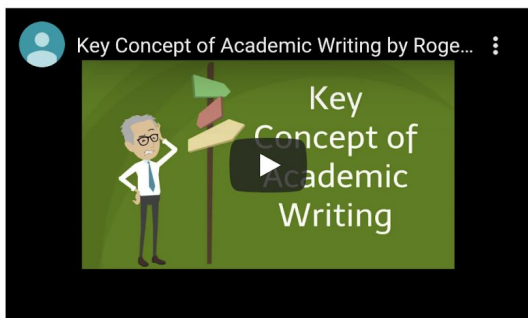 Key Concept of Academic Writing by Roge...
Key
Concept of
Academic
Writing